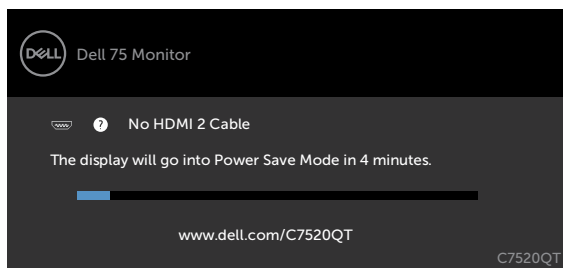 DELL
Dell 75 Monitor
? No HDMI 2 Cable
The display will go into Power Save Mode in 4 minutes.
www.dell.com/C7520QT
C7520QT